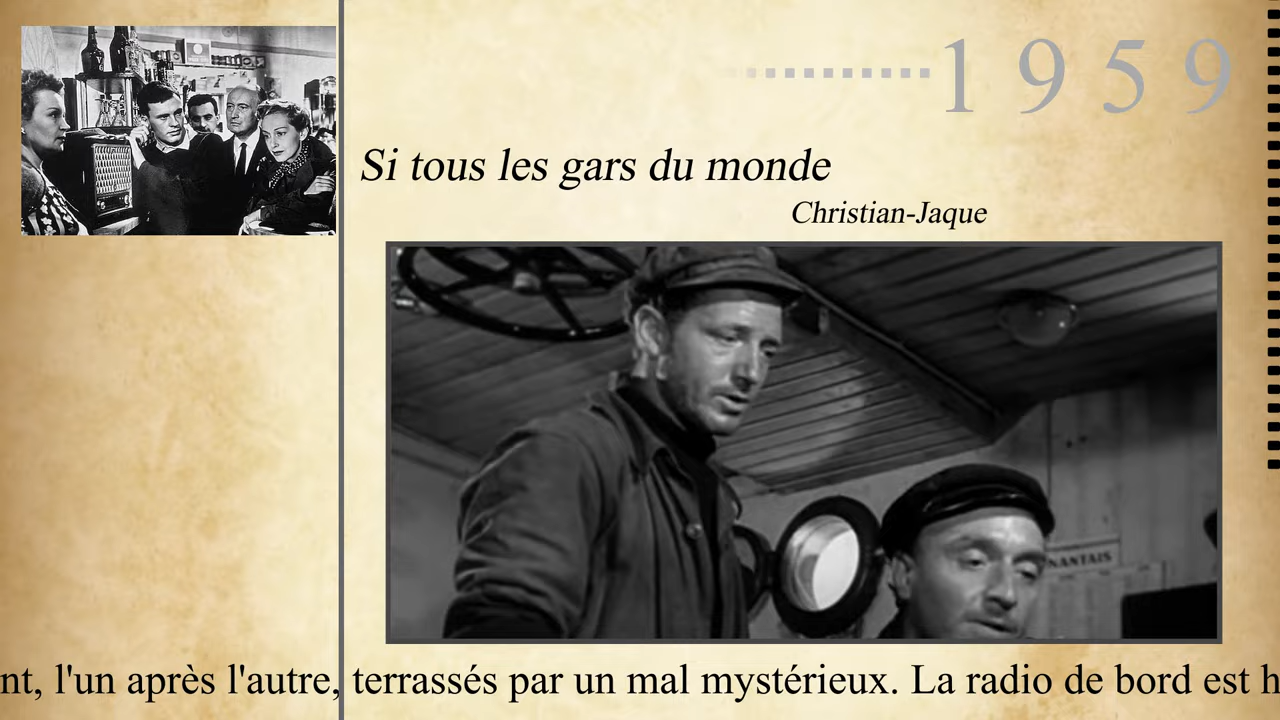 1959
Si tous les gars du monde
Christian-Jaque
NANTAIS
nt, l'un après l'autre, terrassés par un mal mystérieux. La radio de bord est h